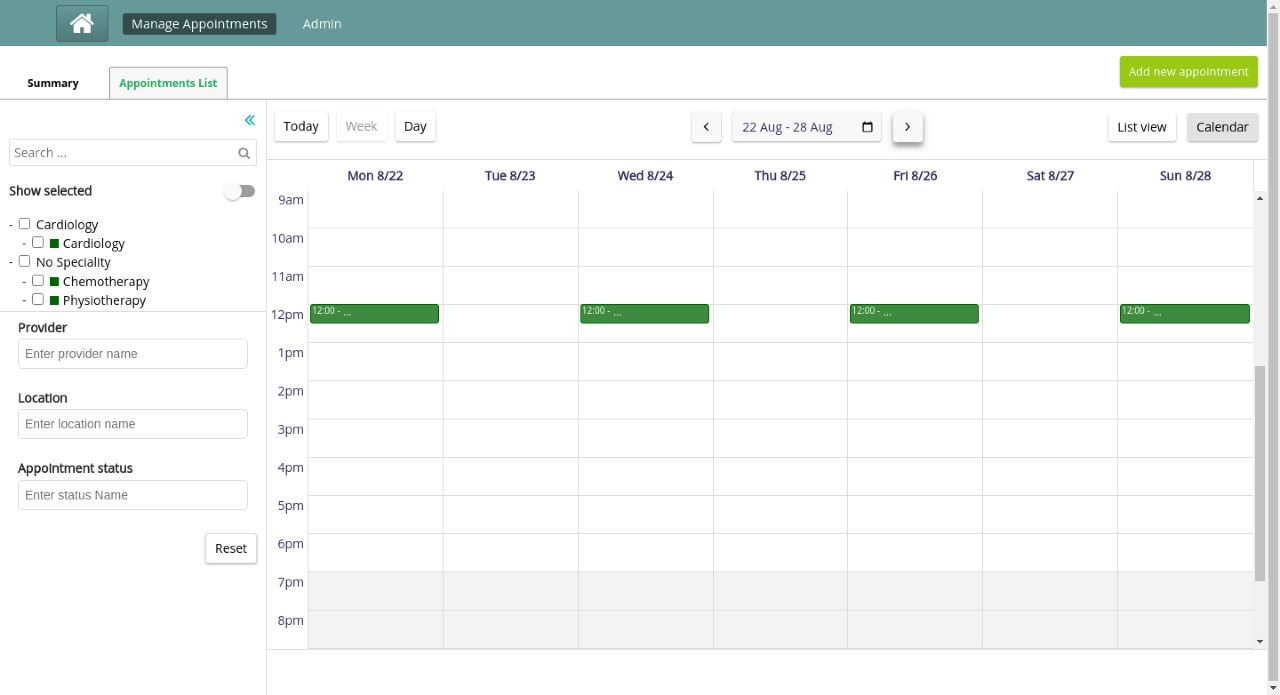 Manage Appointments
Admin
Summary
Appointments List
Add new appointment
Search ...
Show selected
- Cardiology
- Cardiology
- No Speciality
- Chemotherapy
- Physiotherapy
Provider
Enter provider name
Location
Enter location name
Appointment status
Enter status Name
Reset
Today Week Day
22 Aug - 28 Aug
List view Calendar
Mon 8/22 Tue 8/23 Wed 8/24 Thu 8/25 Fri 8/26 Sat 8/27 Sun 8/28
9am
10am
11am
12pm 12:00 - ... 12:00 - ... 12:00 - ... 12:00 - ...
1pm
2pm
3pm
4pm
5pm
6pm
7pm
8pm